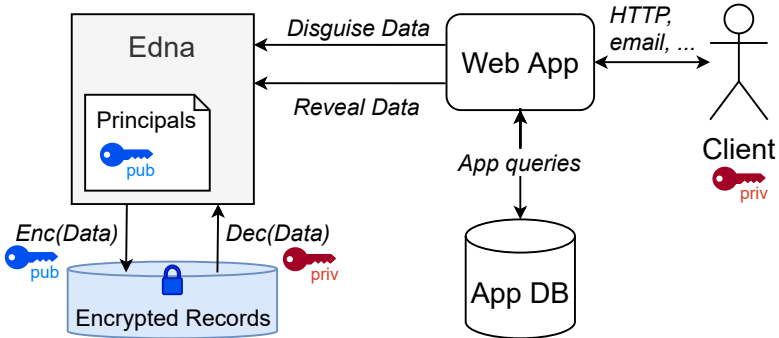 Edna
Disguise Data
Reveal Data
Web App
HTTP,
email, ...
Principals
pub
App queries
Client
priv
Enc(Data)
pub
Dec(Data)
priv
Encrypted Records
App DB